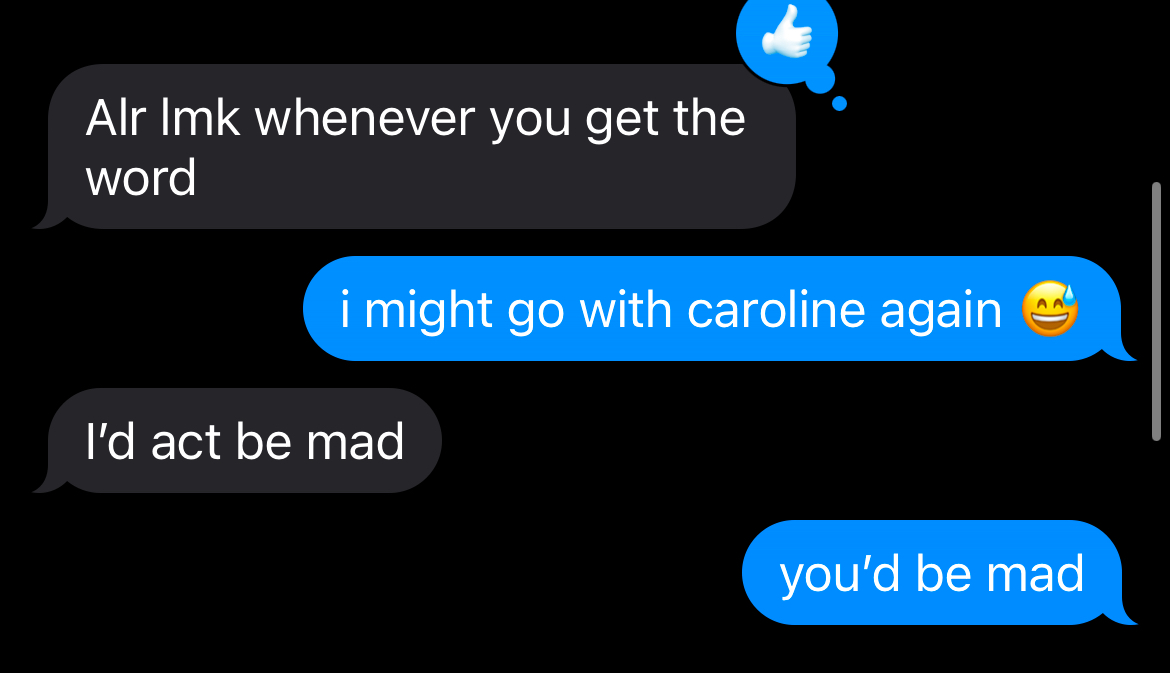 Alr lmk whenever you get the
word
i might go with caroline again 😅
I’d act be mad
you’d be mad